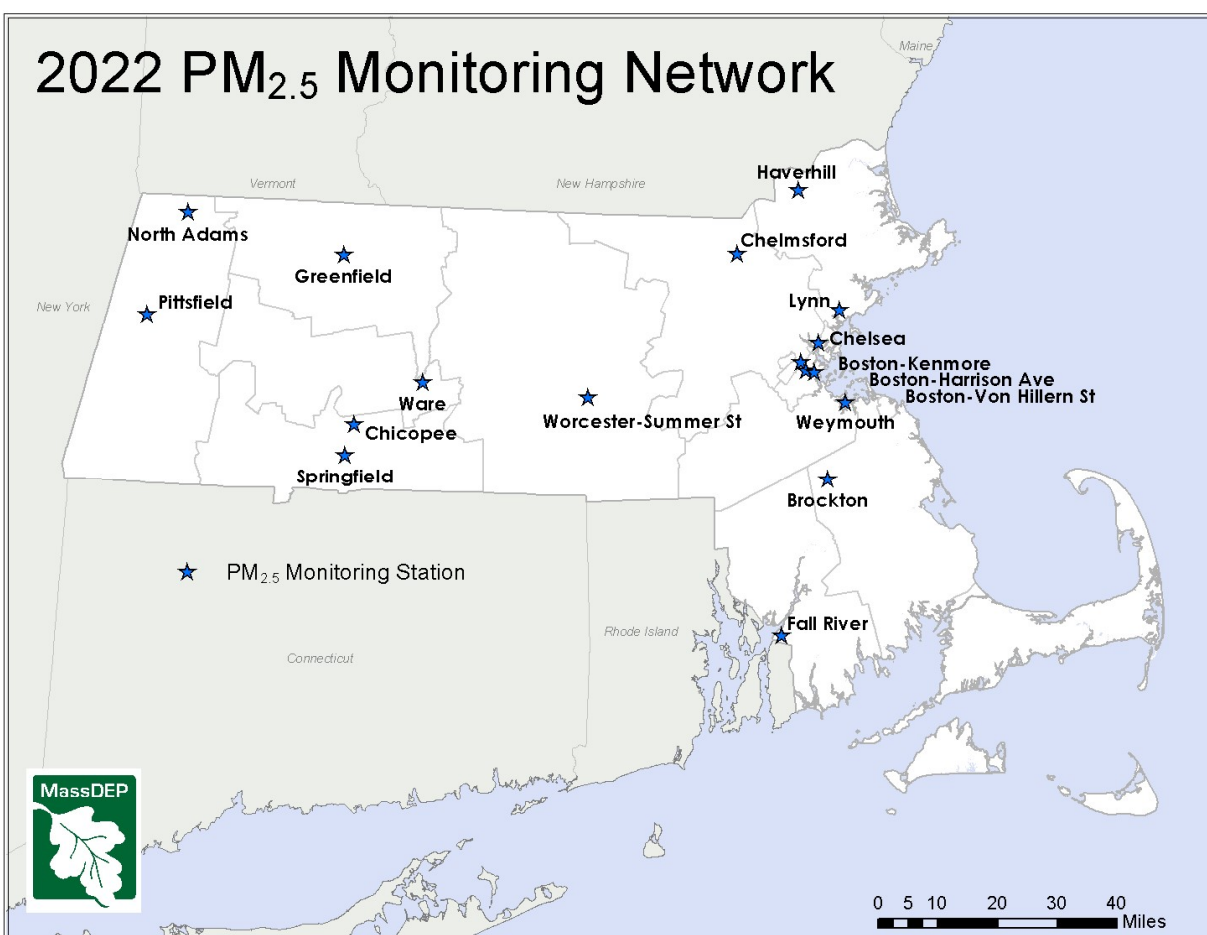 Maine
2022 PM2.5 Monitoring Network
Haverhill
Vermont
New Hampshire
North Adams
Chelmsford
Greenfield
Pittsfield
Lynn
New York
Chelsea
Boston-Kenmore
Boston-Harrison Ave
Boston-Von Hillern St
Ware
Worcester-Summer St
Weymouth
Chicopee
Springfield
Brockton
PM2.5 Monitoring Station
Fall River
Rhode Island
Connecticut
MassDEP
0 5 10 20 30 40
Miles